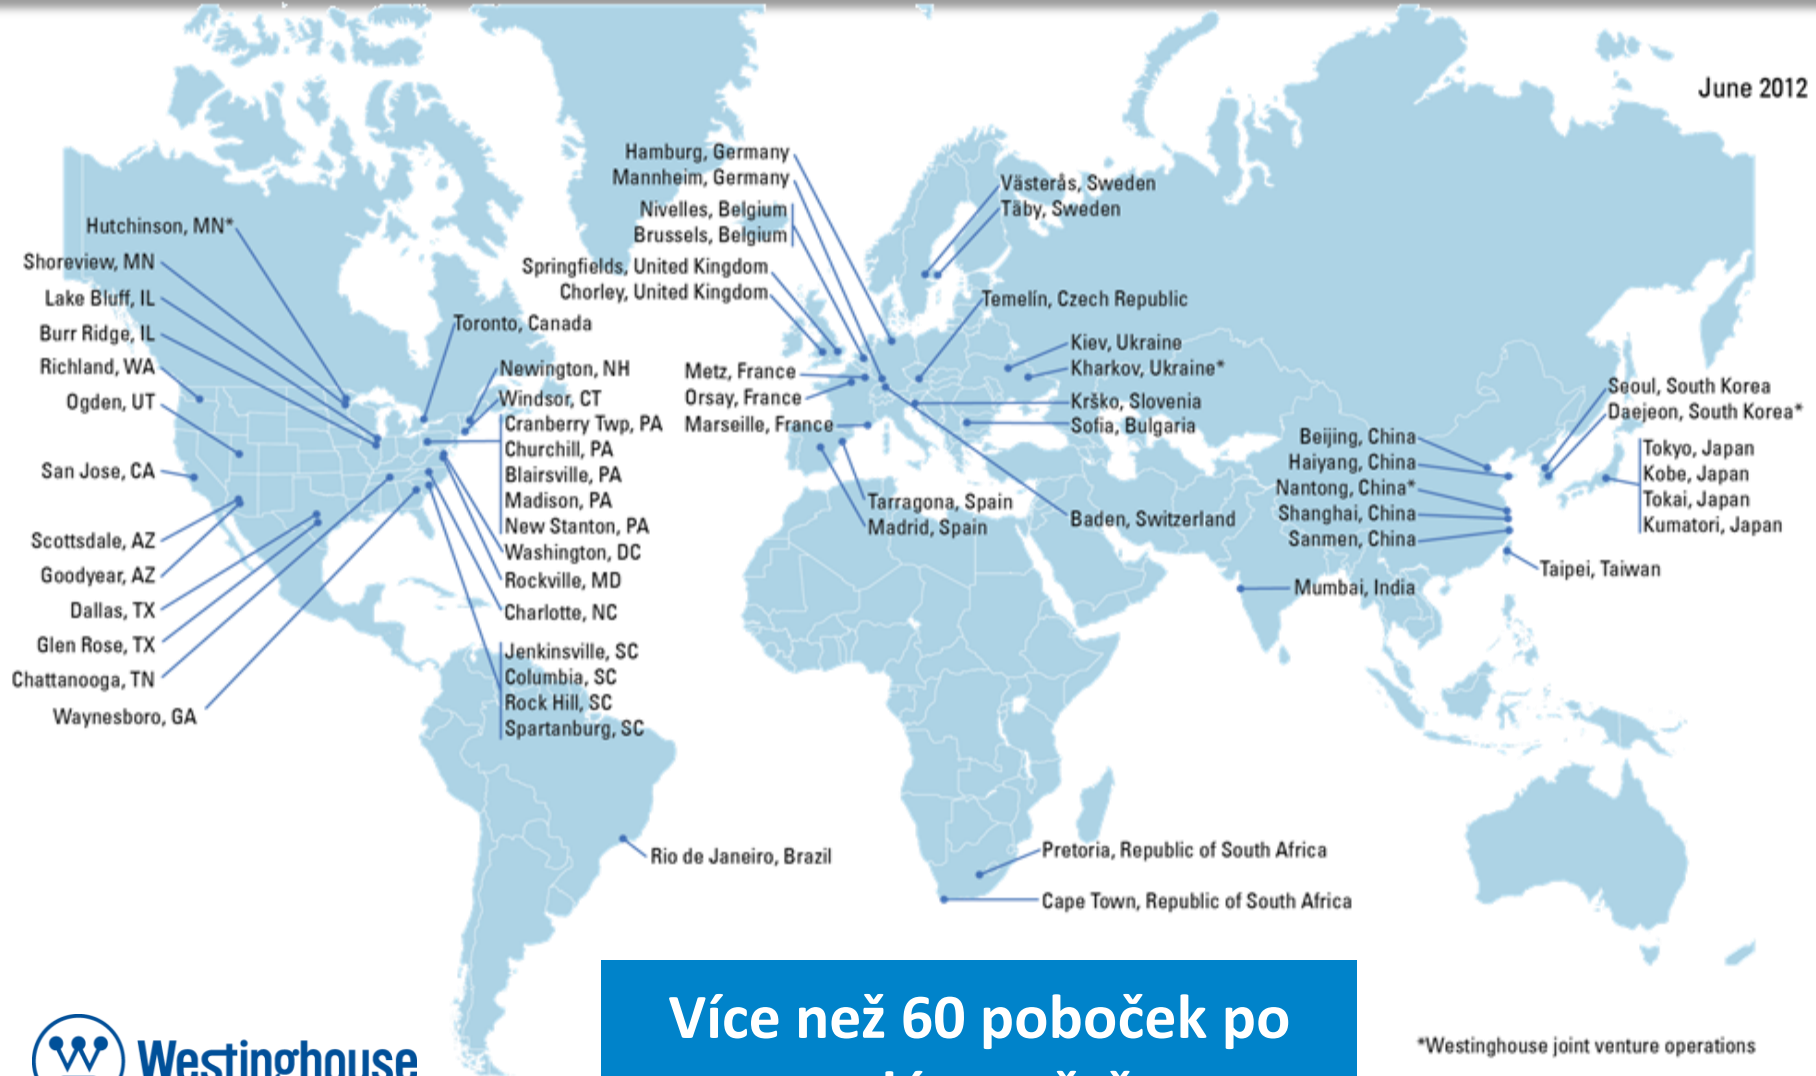 June 2012
Hutchinson, MN*
Shoreview, MN
Lake Bluff, IL
Burr Ridge, IL
Richland, WA
Ogden, UT
San Jose, CA
Scottsdale, AZ
Goodyear, AZ
Dallas, TX
Glen Rose, TX
Chattanooga, TN
Waynesboro, GA
Toronto, Canada
Newington, NH
Windsor, CT
Cranberry Twp, PA
Churchill, PA
Blairsville, PA
Madison, PA
New Stanton, PA
Washington, DC
Rockville, MD
Charlotte, NC
Jenkinsville, SC
Columbia, SC
Rock Hill, SC
Spartanburg, SC
Rio de Janeiro, Brazil
Hamburg, Germany
Mannheim, Germany
Nivelles, Belgium
Brussels, Belgium
Springfields, United Kingdom
Chorley, United Kingdom
Metz, France
Orsay, France
Marseille, France
Tarragona, Spain
Madrid, Spain
Västerås, Sweden
Täby, Sweden
Temelín, Czech Republic
Kiev, Ukraine
Kharkov, Ukraine*
Krško, Slovenia
Sofia, Bulgaria
Baden, Switzerland
Pretoria, Republic of South Africa
Cape Town, Republic of South Africa
Mumbai, India
Beijing, China
Haiyang, China
Nantong, China*
Shanghai, China
Sanmen, China
Taipei, Taiwan
Seoul, South Korea
Daejeon, South Korea*
Tokyo, Japan
Kobe, Japan
Tokai, Japan
Kumatori, Japan
Westinghouse
Více než 60 poboček po
*Westinghouse joint venture operations